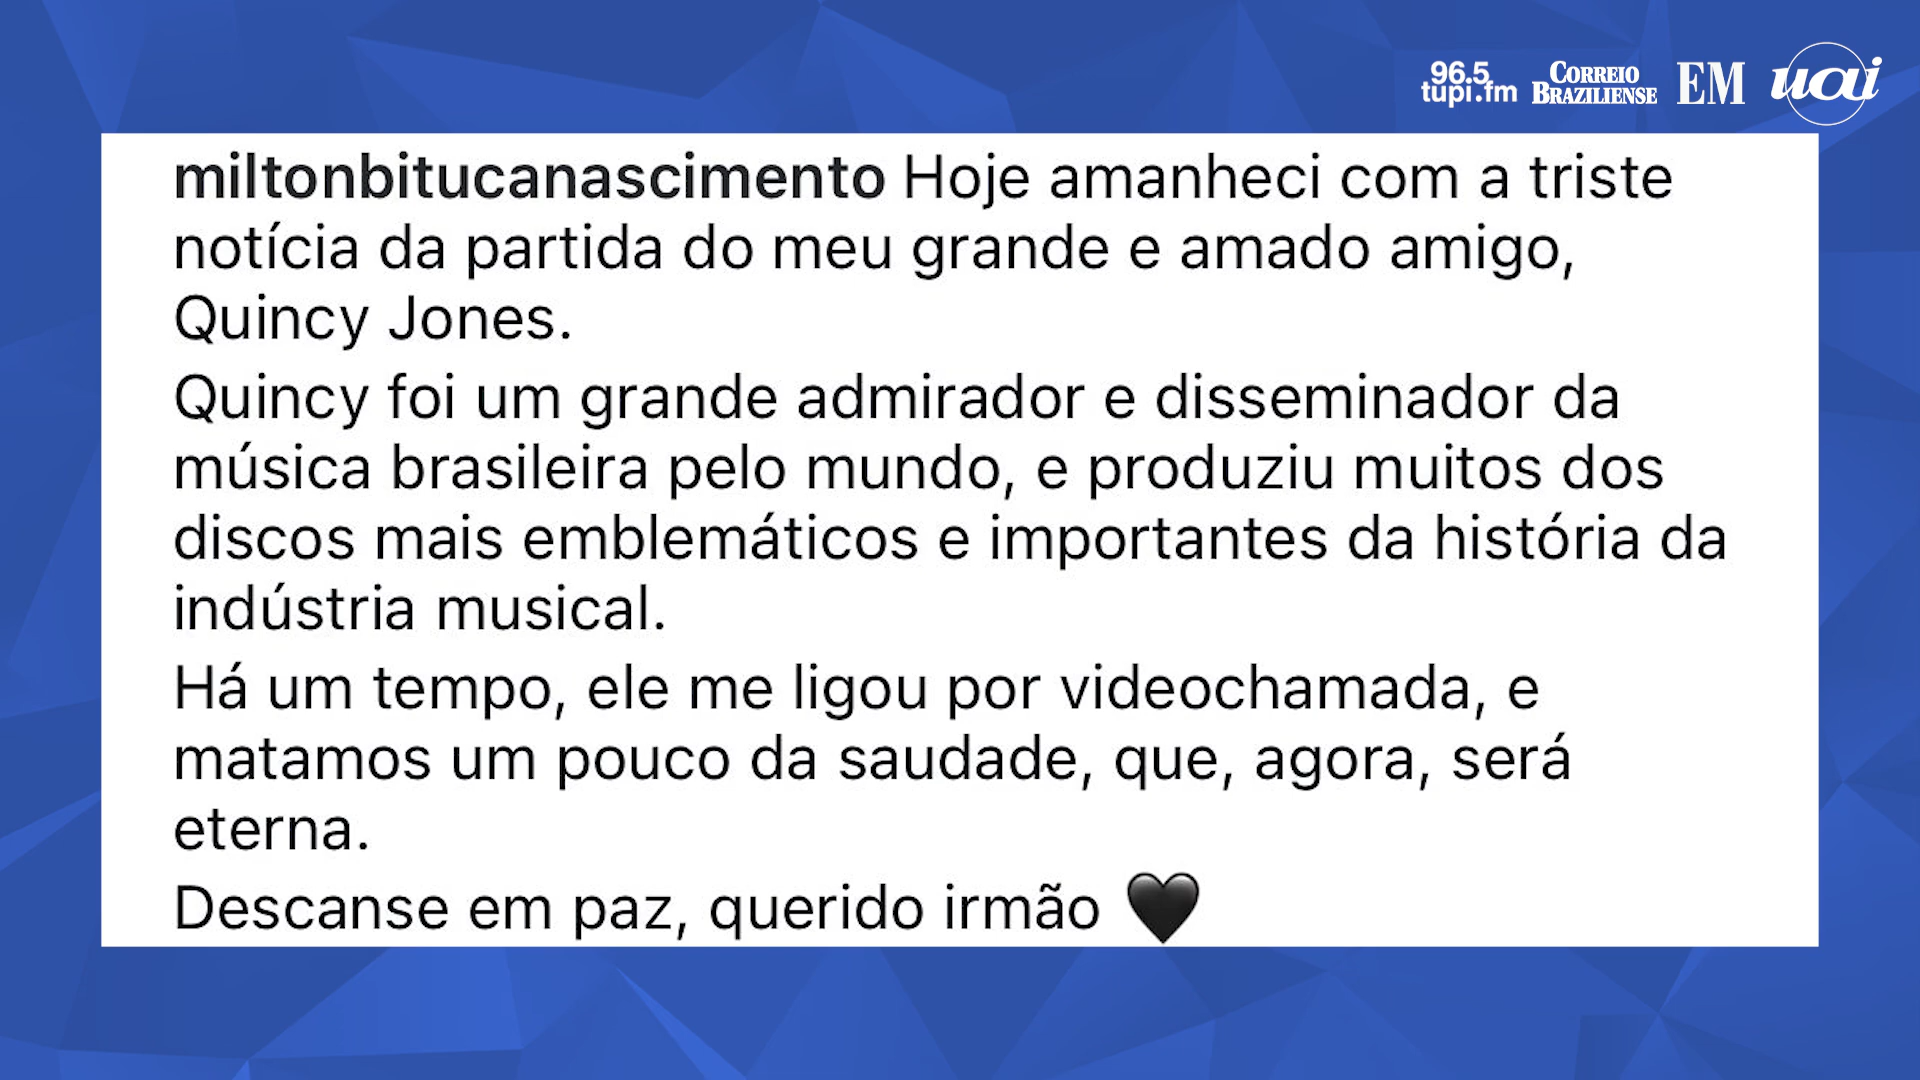 96.5
tupi.fm
CORREIO
BRAZILIENSE
EM
uai
miltonbitucanascimento Hoje amanheci com a triste
notícia da partida do meu grande e amado amigo,
Quincy Jones.
Quincy foi um grande admirador e disseminador da
música brasileira pelo mundo, e produziu muitos dos
discos mais emblemáticos e importantes da história da
indústria musical.
Há um tempo, ele me ligou por videochamada, e
matamos um pouco da saudade, que, agora, será
eterna.
Descanse em paz, querido irmão 🖤